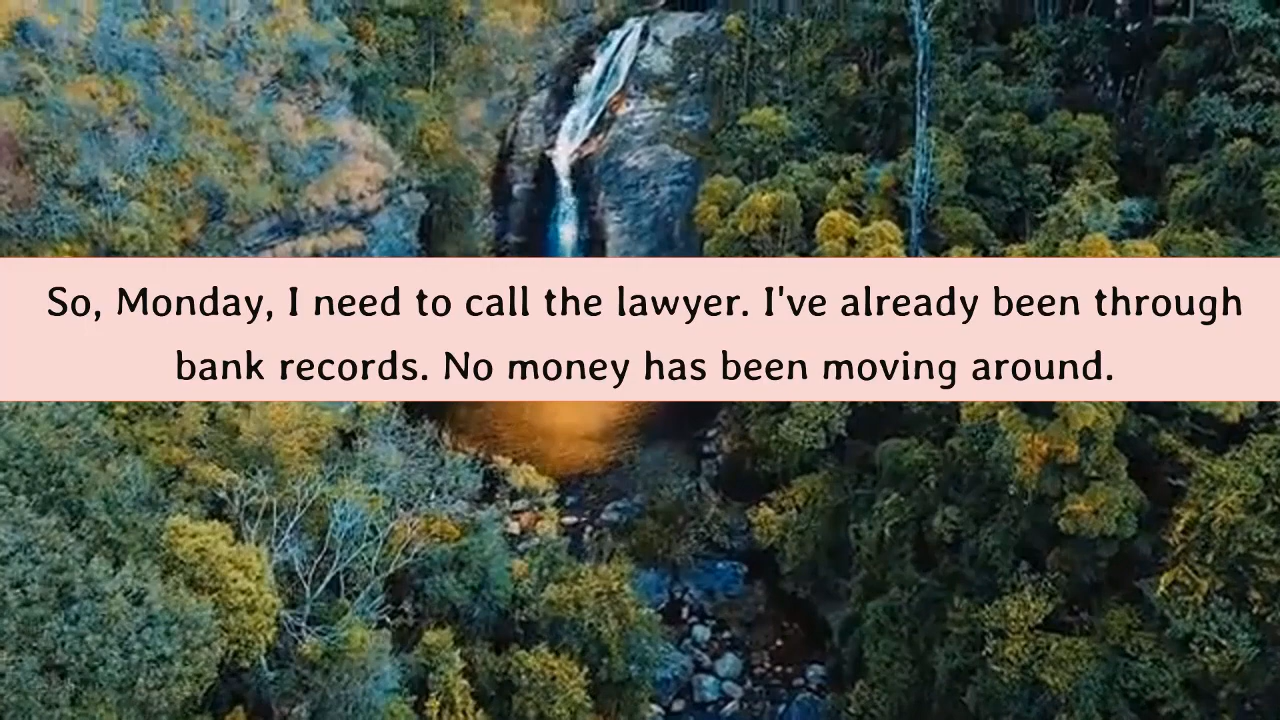 So, Monday, I need to call the lawyer. I've already been through
bank records. No money has been moving around.